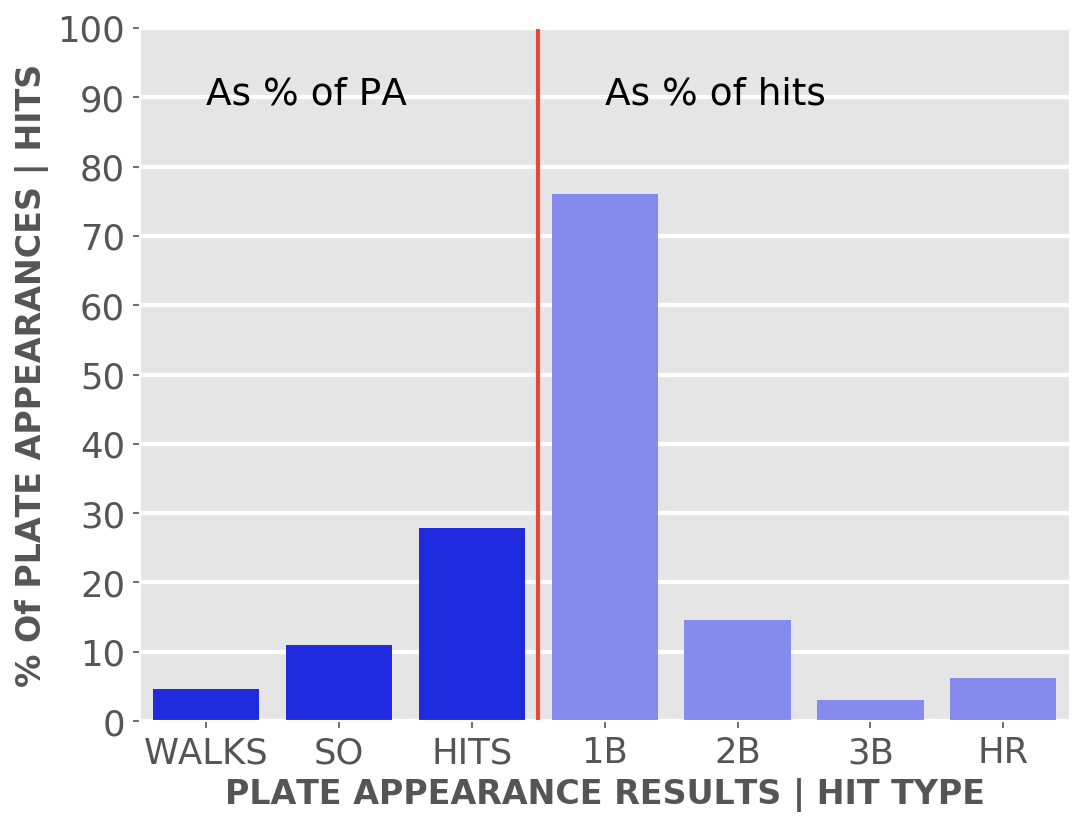 % Of PLATE APPEARANCES | HITS
100
90
80
70
60
50
40
30
20
10
0
As % of PA
As % of hits
WALKS SO HITS 1B 2B 3B HR
PLATE APPEARANCE RESULTS | HIT TYPE